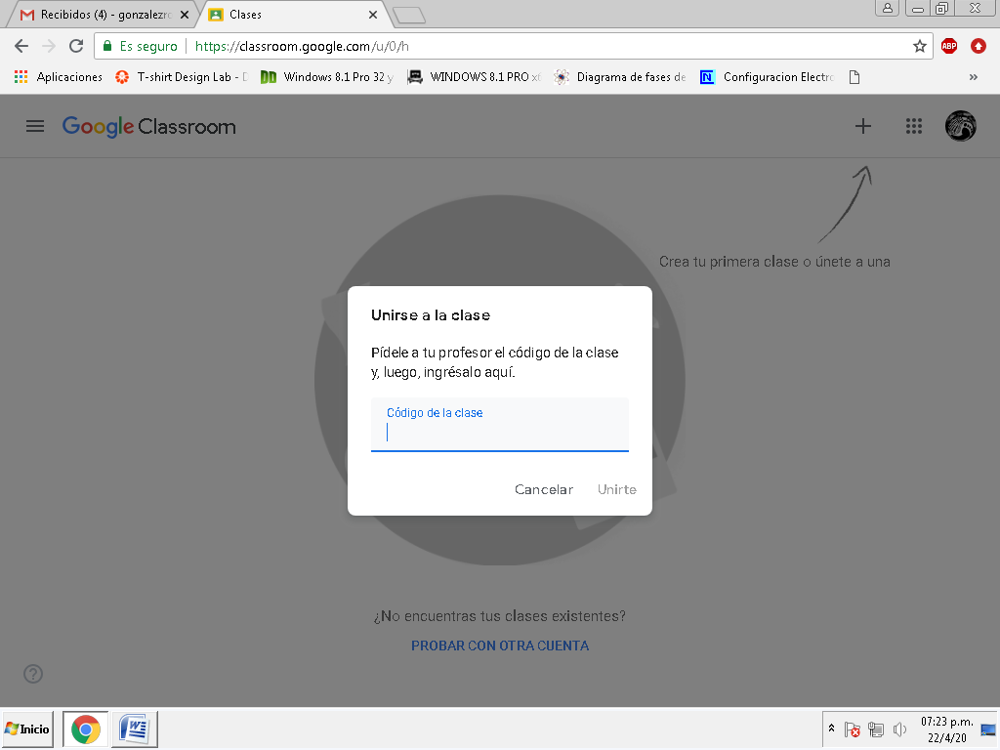 Recibidos (4) - gonzalezro
Clases
Es seguro
https://classroom.google.com/u/0/h
ABP
Aplicaciones
T-shirt Design Lab - D
Windows 8.1 Pro 32 y
WINDOWS 8.1 PRO x6
Diagrama de fases de
Configuracion Electro
»
Google Classroom
Crea tu primera clase o únete a una
Unirse a la clase
Pídele a tu profesor el código de la clase
y, luego, ingrésalo aquí.
Código de la clase
Cancelar
Unirte
¿No encuentras tus clases existentes?
PROBAR CON OTRA CUENTA
Inicio
07:23 p.m.
22/4/20